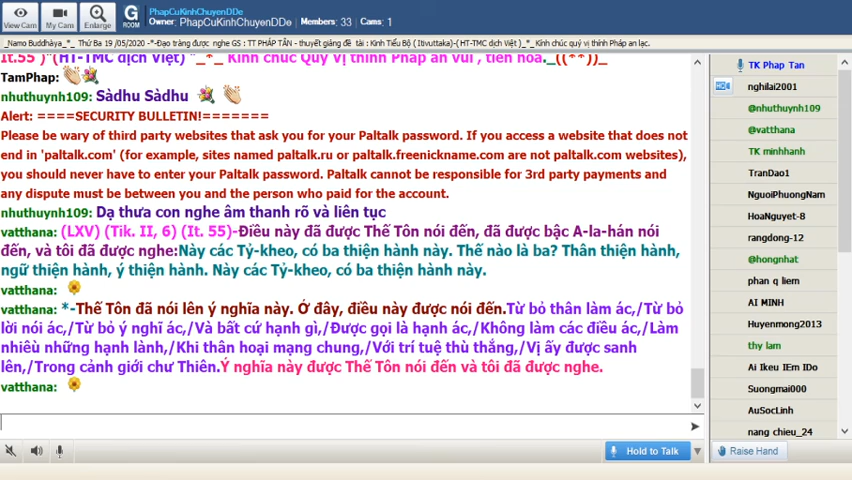 PhapCuKinhChuyenDDe
Owner: PhapCuKinhChuyenDDe | Members: 33 | Cams: 1
View Cam
My Cam
Enlarge
G
ROOM
_Namo Buddhàya_*_ Thứ Ba 19 /05/2020 -*-Đạo tràng được nghe GS : TT PHÁP TÂN - thuyết giảng đề tài : Kinh Tiểu Bộ ( Itivuttaka)-( HT-TMC dịch Việt ) _*_Kính chúc quý vị thính Pháp an lạc.
It.55 )"(HT-TMC dịch Việt) "_*_ Kính chúc Quý Vị thính Pháp an vui , tiến hóa._((**))_
TamPhap:
nhuthuynh109: Sàdhu Sàdhu
Alert: ====SECURITY BULLETIN!=======
Please be wary of third party websites that ask you for your Paltalk password. If you access a website that does not
end in 'paltalk.com' (for example, sites named paltalk.ru or paltalk.freenickname.com are not paltalk.com websites),
you should never have to enter your Paltalk password. Paltalk cannot be responsible for 3rd party payments and
any dispute must be between you and the person who paid for the account.
nhuthuynh109: Dạ thưa con nghe âm thanh rõ và liên tục
vatthana: (LXV) (Tik. II, 6) (It. 55)-Điều này đã được Thế Tôn nói đến, đã được bậc A-la-hán nói
đến, và tôi đã được nghe:Này các Tỷ-kheo, có ba thiện hành này. Thế nào là ba? Thân thiện hành,
ngữ thiện hành, ý thiện hành. Này các Tỷ-kheo, có ba thiện hành này.
vatthana:
vatthana: *-Thế Tôn đã nói lên ý nghĩa này. Ở đây, điều này được nói đến.Từ bỏ thân làm ác,/Từ bỏ
lời nói ác,/Từ bỏ ý nghĩ ác,/Và bất cứ hạnh gì,/Được gọi là hạnh ác,/Không làm các điều ác,/Làm
nhiều những hạnh lành,/Khi thân hoại mạng chung,/Với trí tuệ thù thắng,/Vị ấy được sanh
lên,/Trong cảnh giới chư Thiên.Ý nghĩa này được Thế Tôn nói đến và tôi đã được nghe.
vatthana:
Hold to Talk
TK Phap Tan
nghilai2001
@nhuthuynh109
@vatthana
TK minhhanh
TranDao1
NguoiPhuongNam
HoaNguyet-8
rangdong-12
@hongnhat
phan q liem
AI MINH
Huyenmong2013
thy lam
Ai Ikeu IEm IDo
Suongmai000
AuSocLinh
nang chieu_24
Raise Hand